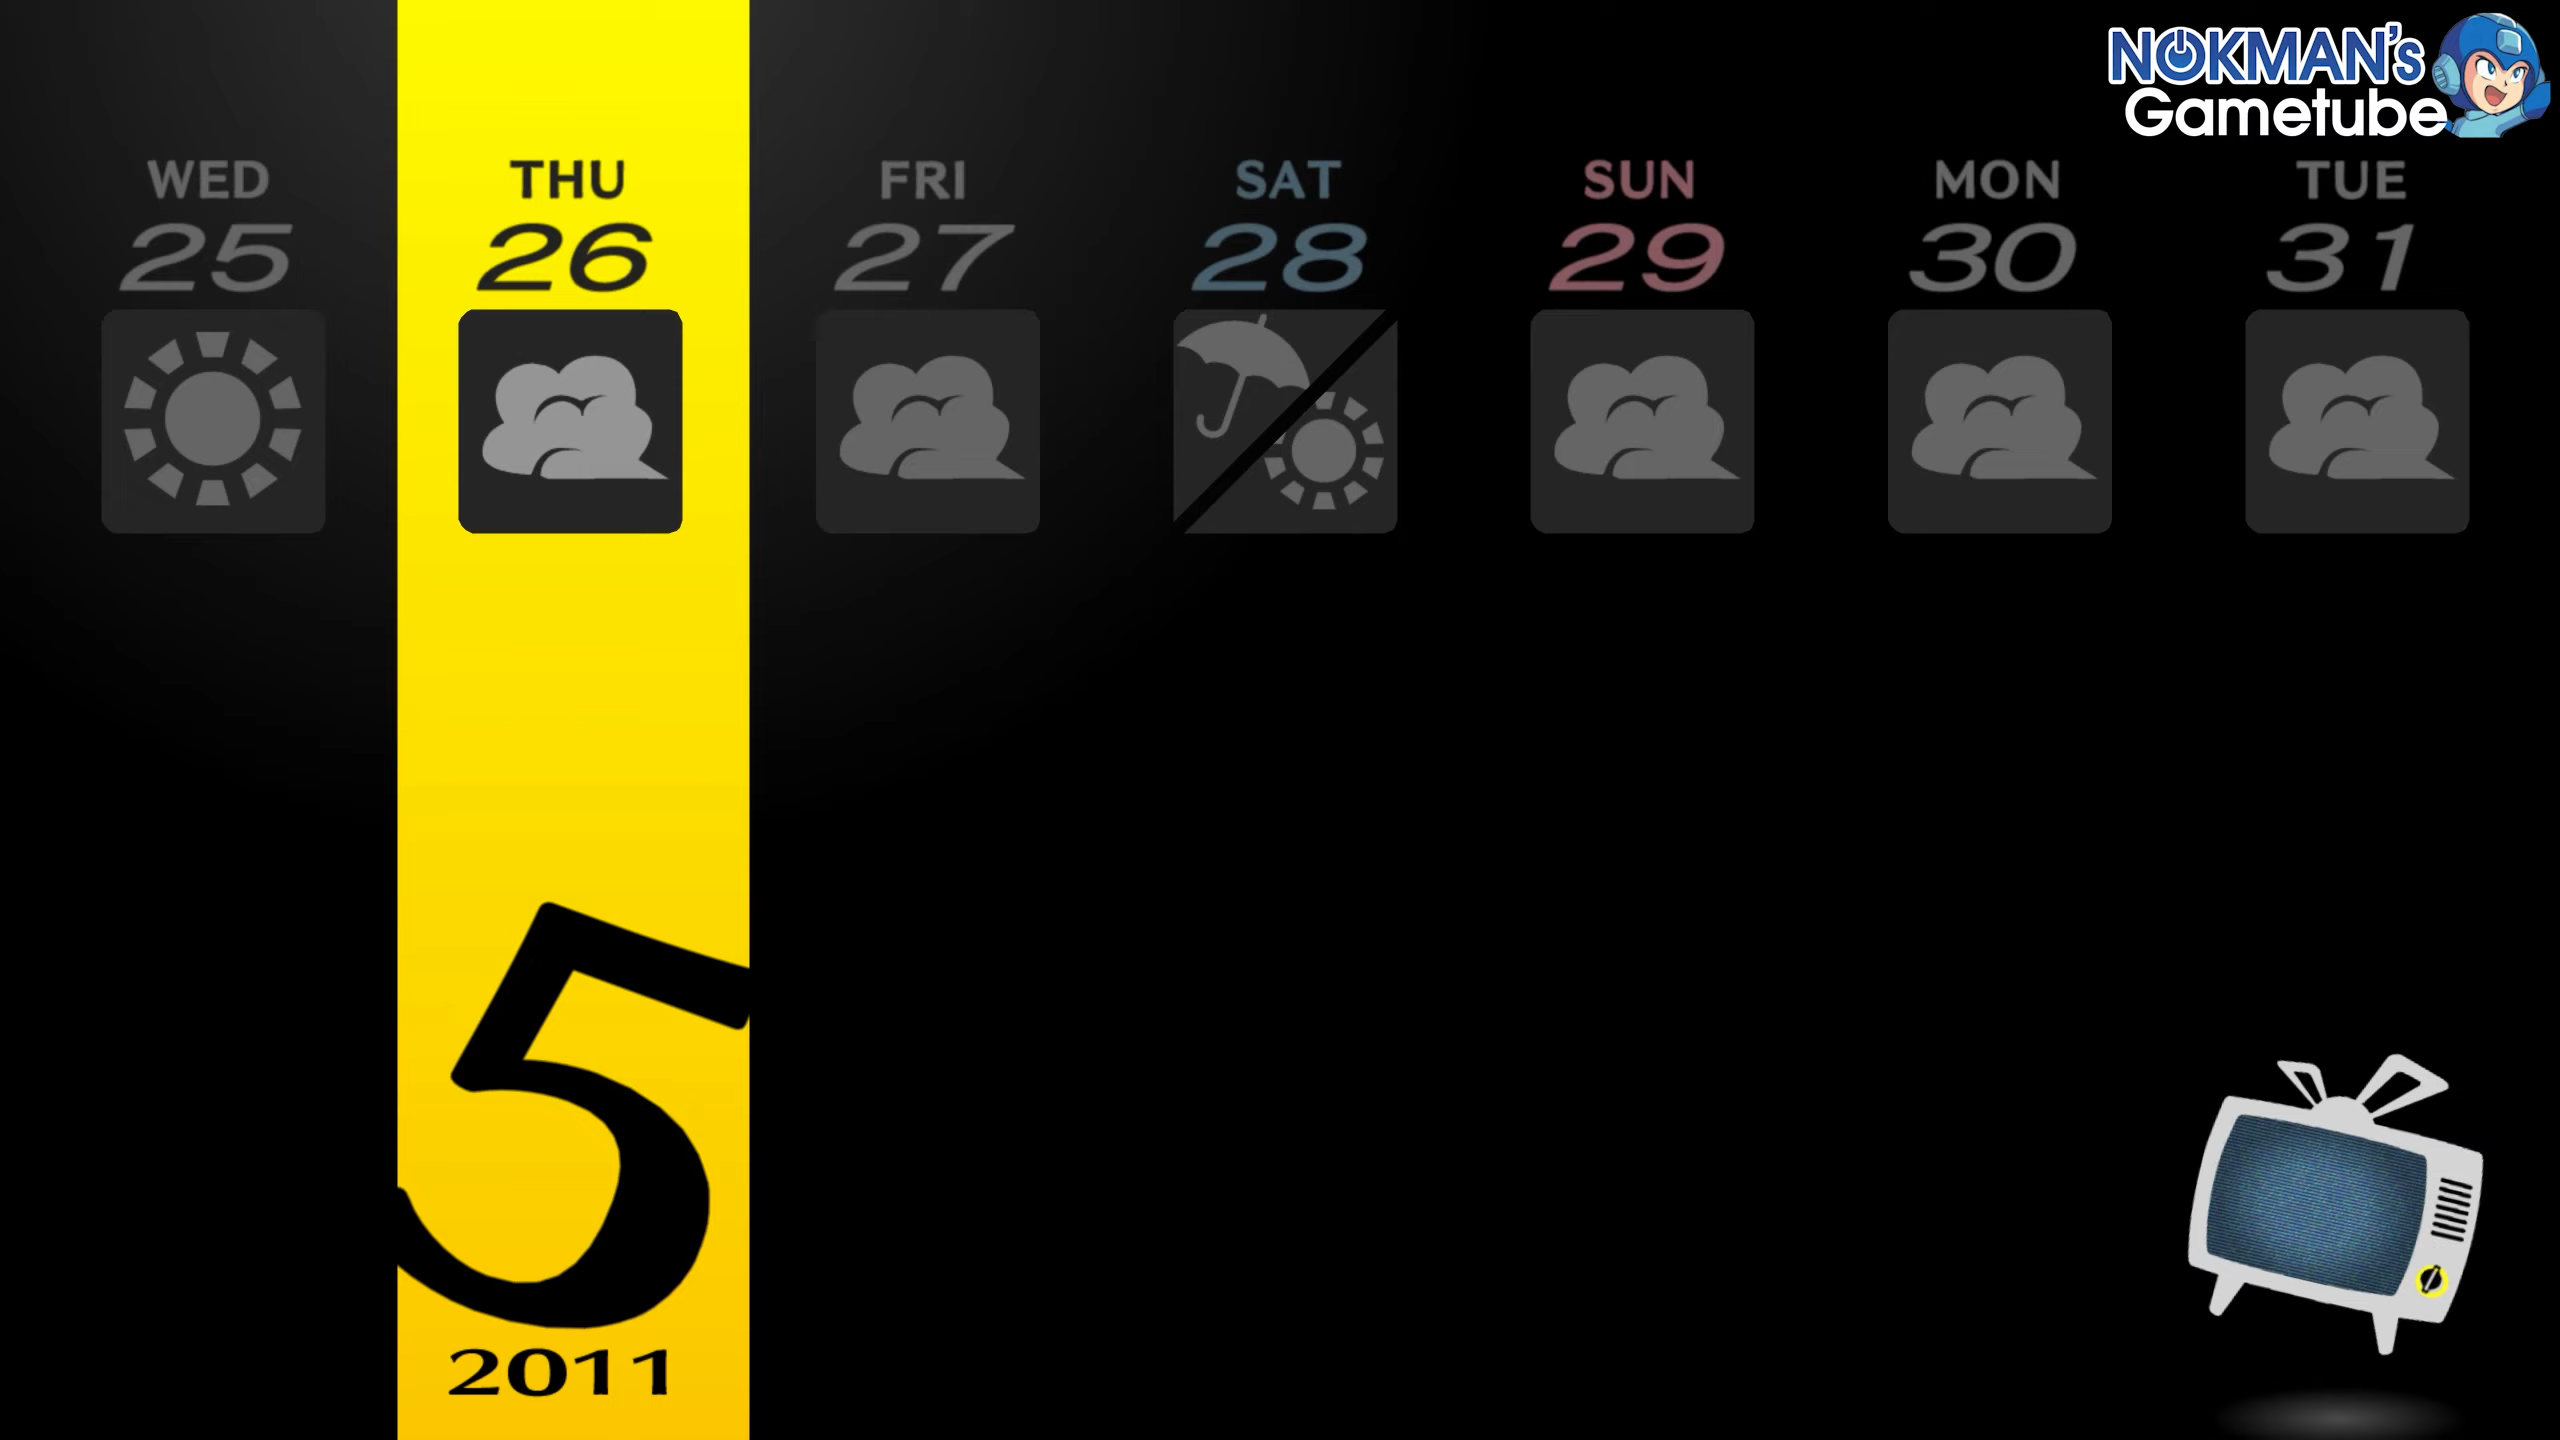 NOKMAN's
Gametube
WED THU FRI SAT SUN MON TUE
25 26 27 28 29 30 31
5
2011